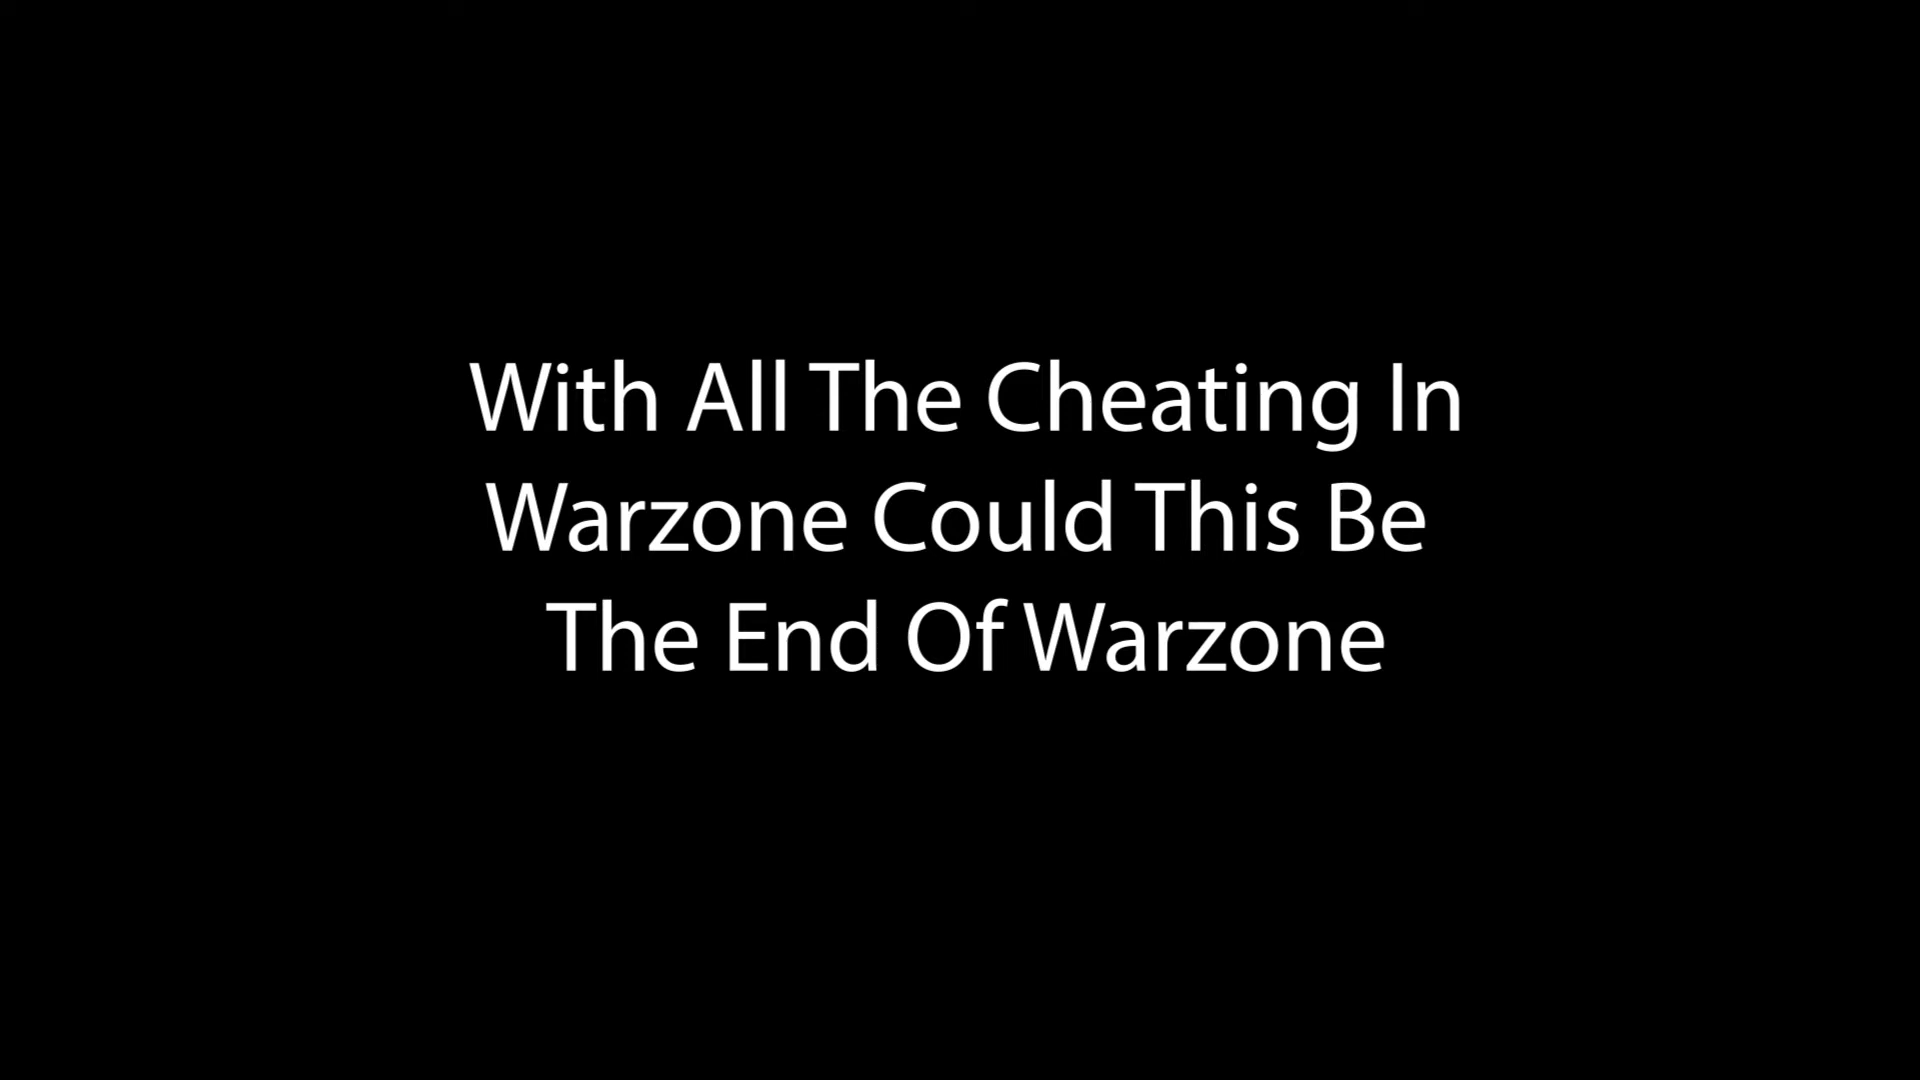 With All The Cheating In
Warzone Could This Be
The End Of Warzone